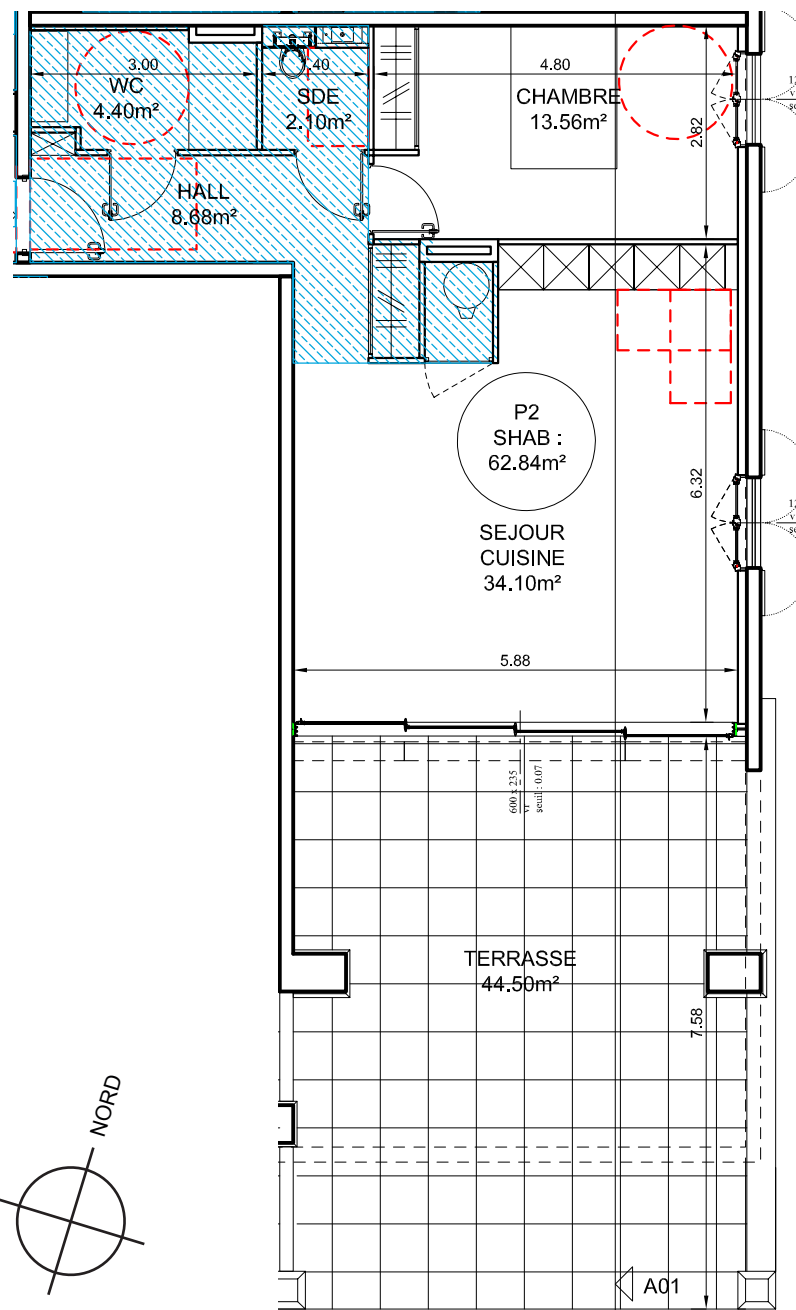 3.00
WC
4.40m²
.40
SDE
2.10m²
4.80
CHAMBRE
13.56m²
2.82
HALL
8.68m²
P2
SHAB :
62.84m²
6.32
SEJOUR
CUISINE
34.10m²
5.88
600 x 235
VI
seuil : 0.07
TERRASSE
44.50m²
7.58
NORD
A01